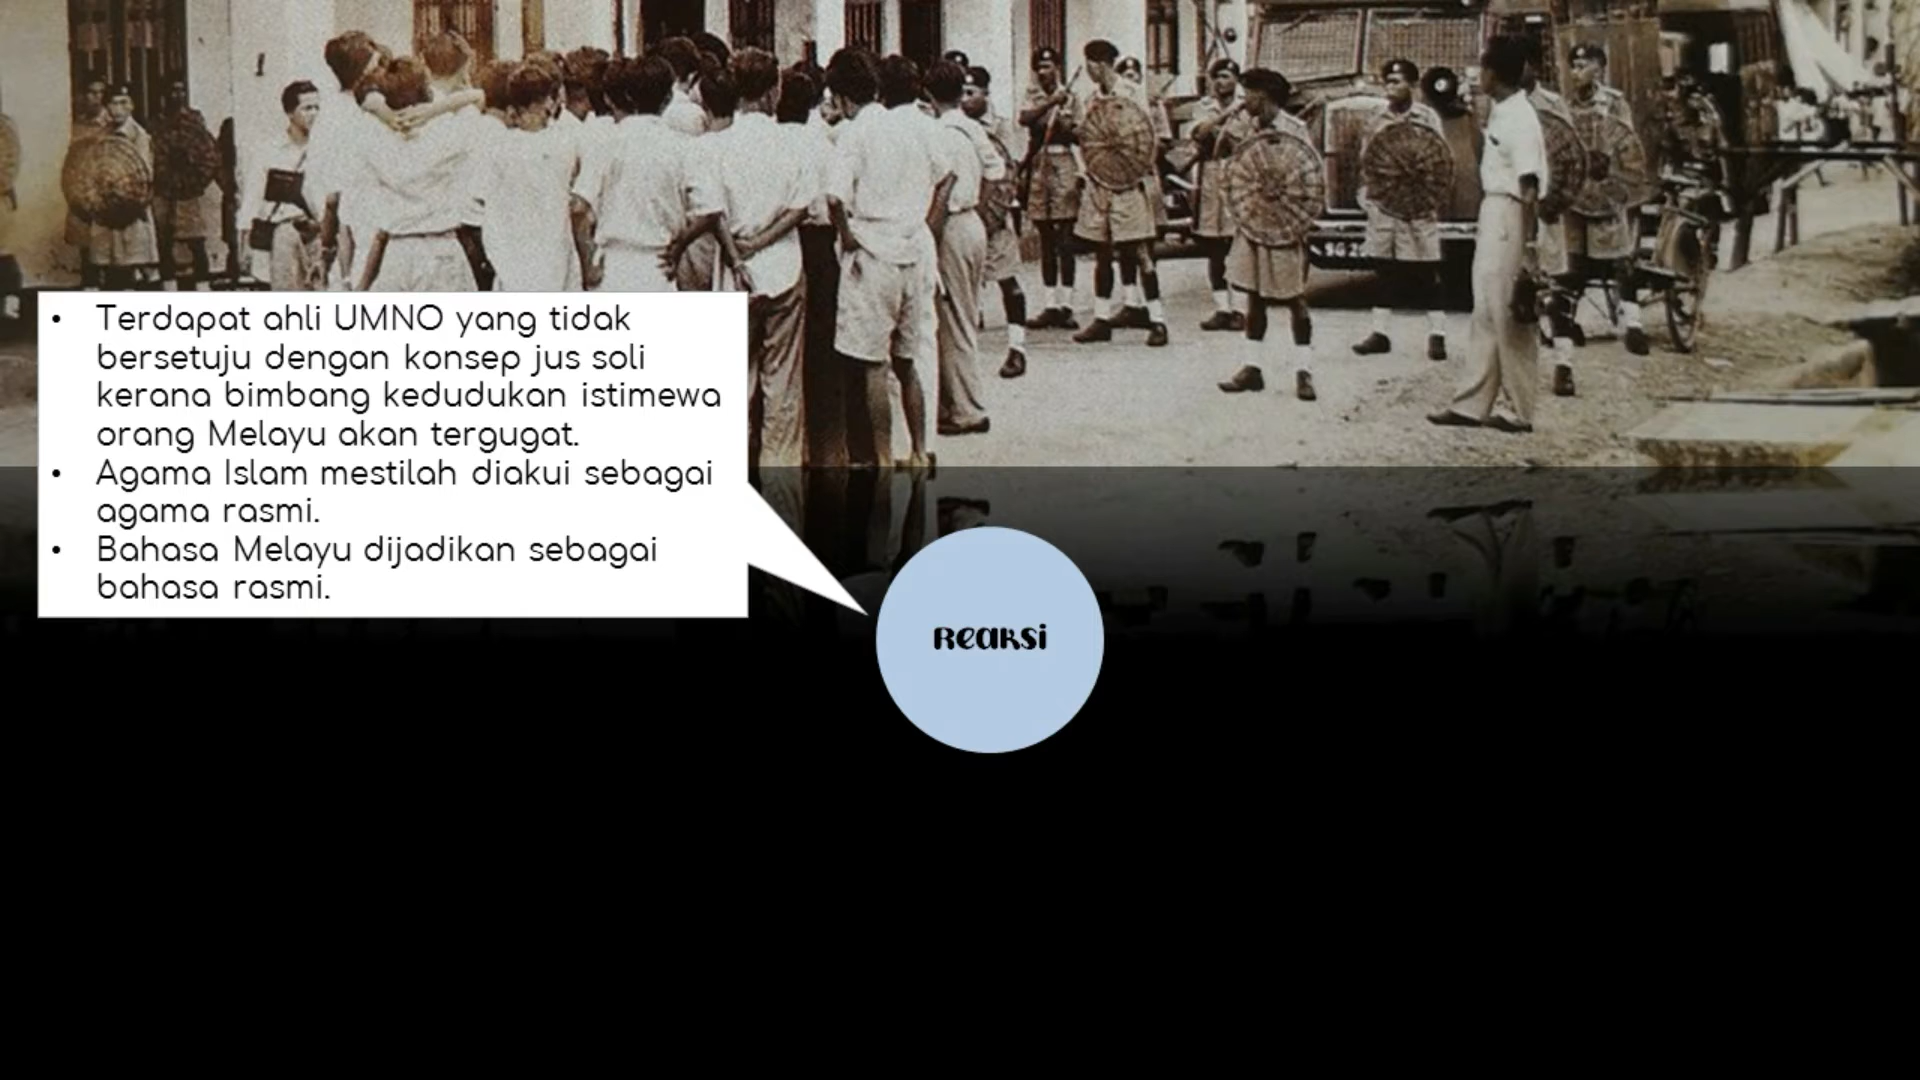 • Terdapat ahli UMNO yang tidak
bersetuju dengan konsep jus soli
kerana bimbang kedudukan istimewa
orang Melayu akan tergugat.
• Agama Islam mestilah diakui sebagai
agama rasmi.
• Bahasa Melayu dijadikan sebagai
bahasa rasmi.
Reaksi